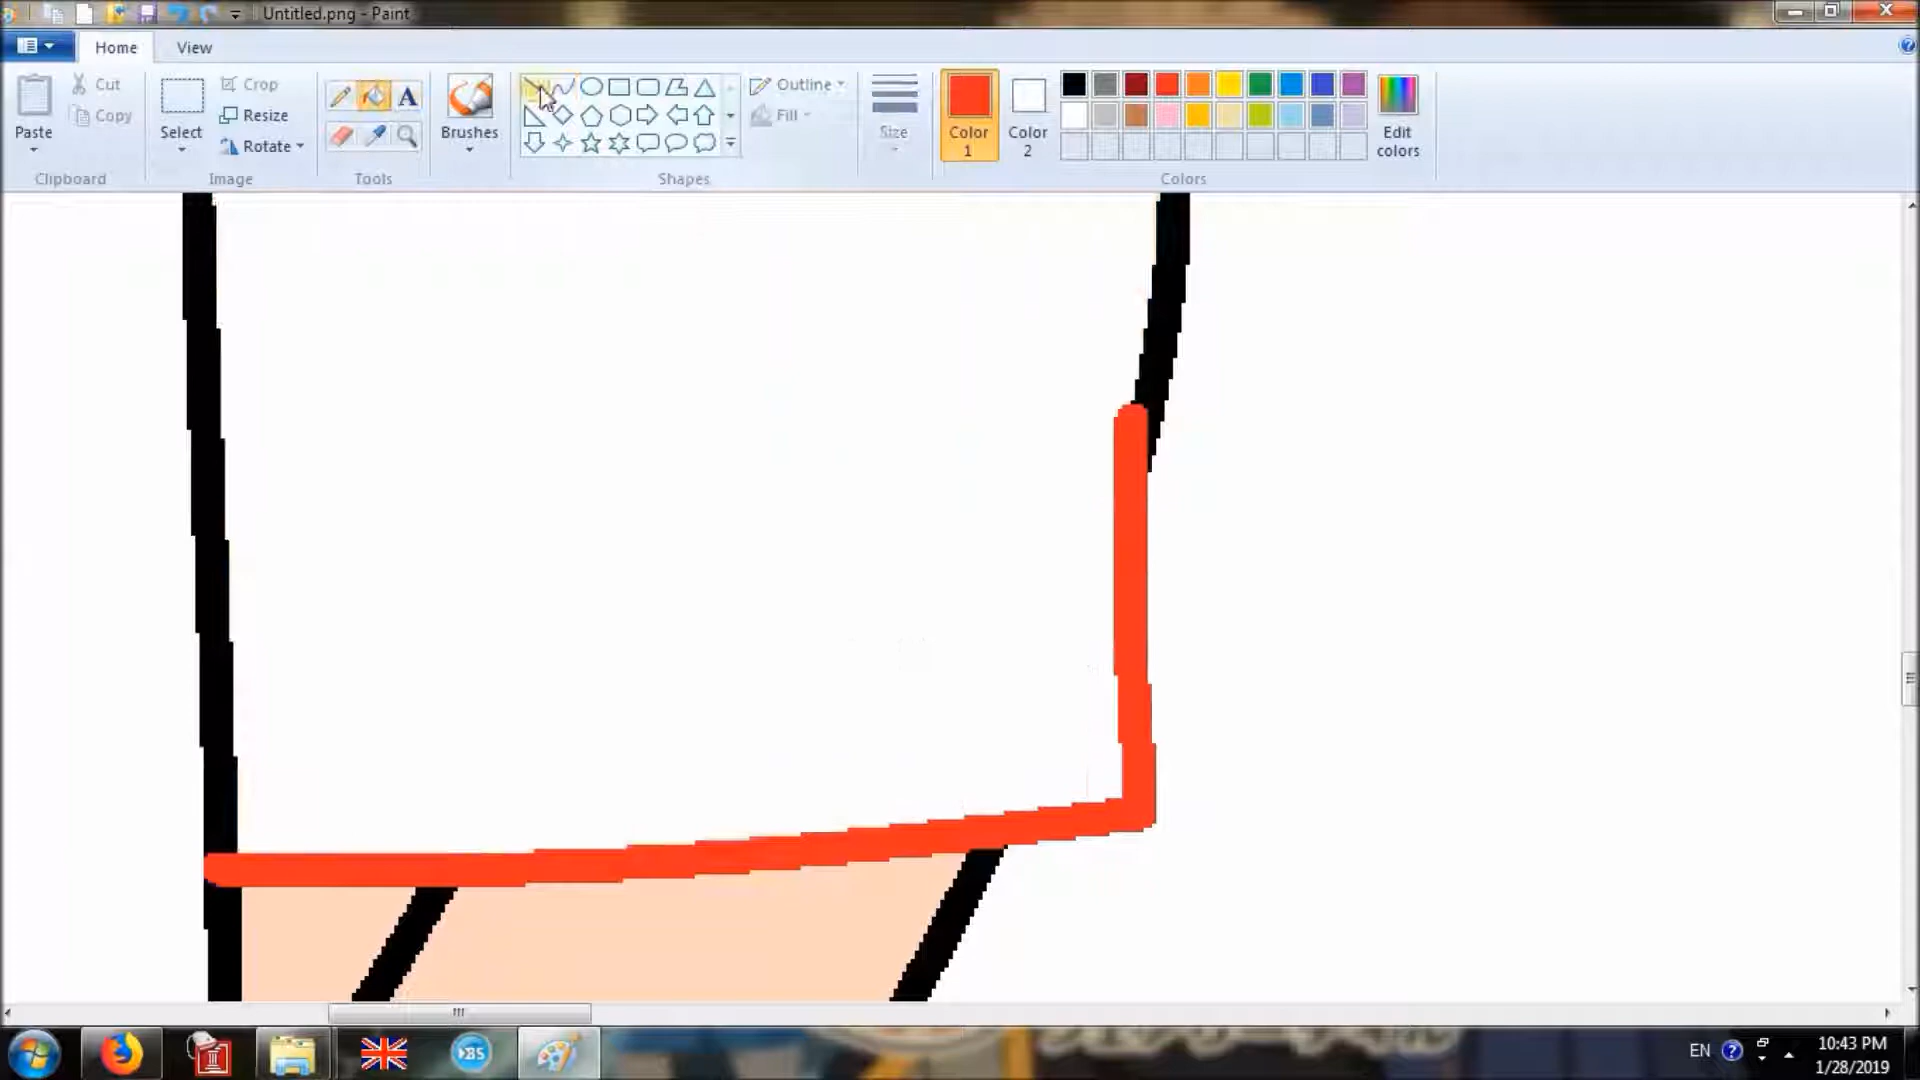 Untitled.png - Paint
Home View
Paste
Cut
Copy
Clipboard
Select
Crop
Resize
Rotate
Image
A
Tools
Brushes
Shapes
Outline
Fill
Size
Color 1
Color 2
Edit colors
Colors
EN
10:43 PM
1/28/2019